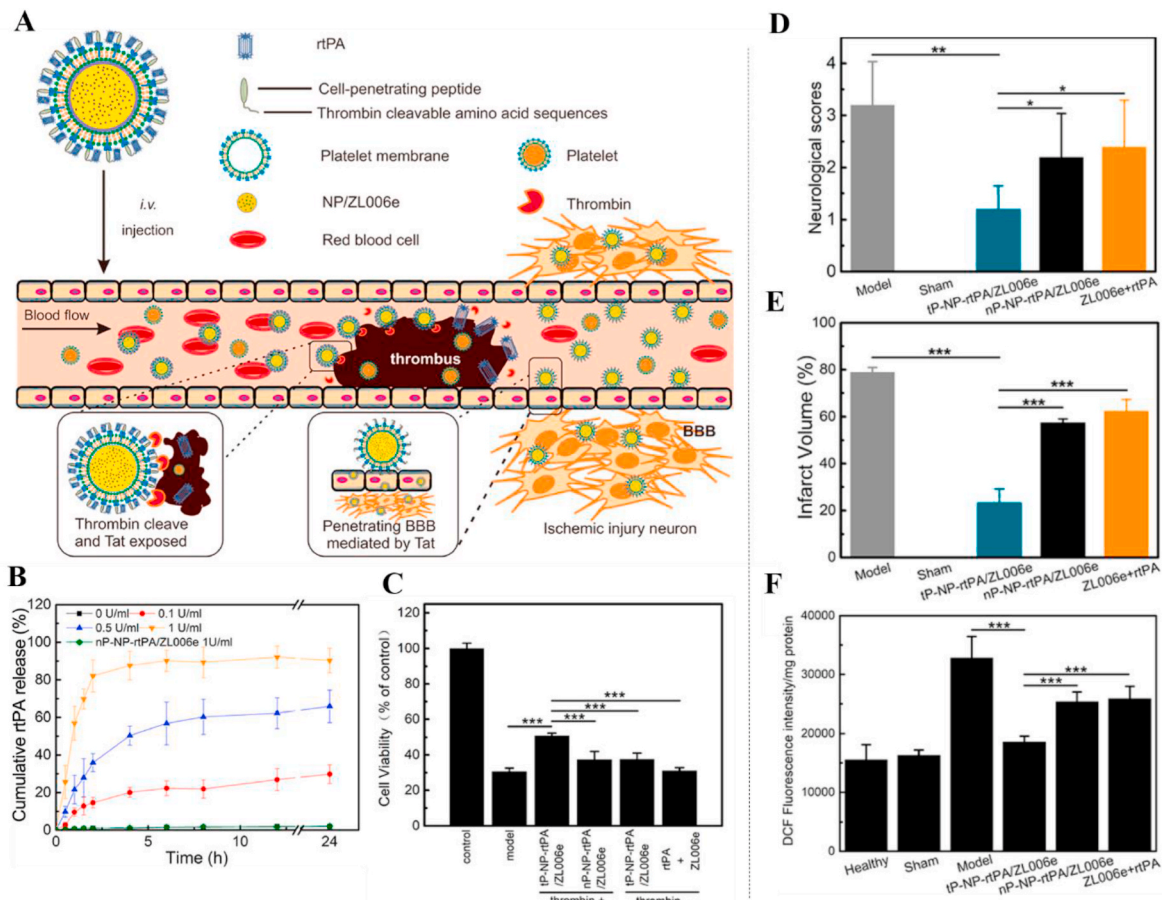 A
rtPA
Cell-penetrating peptide
Thrombin cleavable amino acid sequences
Platelet membrane
Platelet
NP/ZL006e
Thrombin
Red blood cell
i.v.
injection
Blood flow
thrombus
BBB
Thrombin cleave
and Tat exposed
Penetrating BBB
mediated by Tat
Ischemic injury neuron
B
Cumulative rtPA release (%)
120
100
80
60
40
20
0
0 U/ml
0.1 U/ml
0.5 U/ml
1 U/ml
nP-NP-rtPA/ZL006e 1U/ml
0
5
10
24
Time (h)
C
Cell Viability (% of control)
120
100
80
60
40
20
0
***
***
***
***
control
model
tP-NP-rtPA
/ZL006e
nP-NP-rtPA
/ZL006e
tP-NP-rtPA
/ZL006e
rtPA
+
ZL006e
thrombin +
thrombin
D
Neurological scores
4
3
2
1
0
**
*
*
Model
Sham
tP-NP-rtPA/ZL006e
nP-NP-rtPA/ZL006e
ZL006e+rtPA
E
Infarct Volume (%)
100
80
60
40
20
0
***
***
***
Model
Sham
tP-NP-rtPA/ZL006e
nP-NP-rtPA/ZL006e
ZL006e+rtPA
F
DCF Fluorescence intensity/mg protein
40000
30000
20000
10000
***
***
***
Healthy
Sham
Model
tP-NP-rtPA/ZL006e
nP-NP-rtPA/ZL006e
ZL006e+rtPA